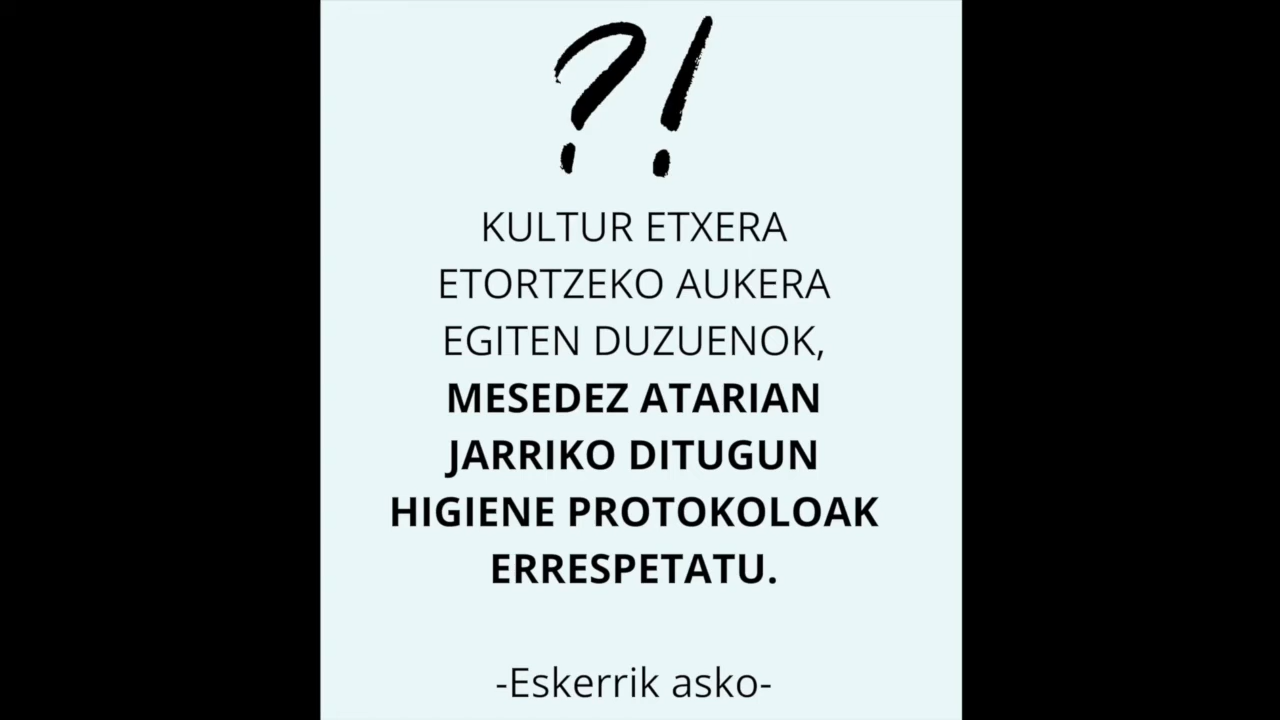 ?!
KULTUR ETXERA
ETORTZEKO AUKERA
EGITEN DUZUENOK,
MESEDEZ ATARIAN
JARRIKO DITUGUN
HIGIENE PROTOKOLOAK
ERRESPETATU.
-Eskerrik asko-